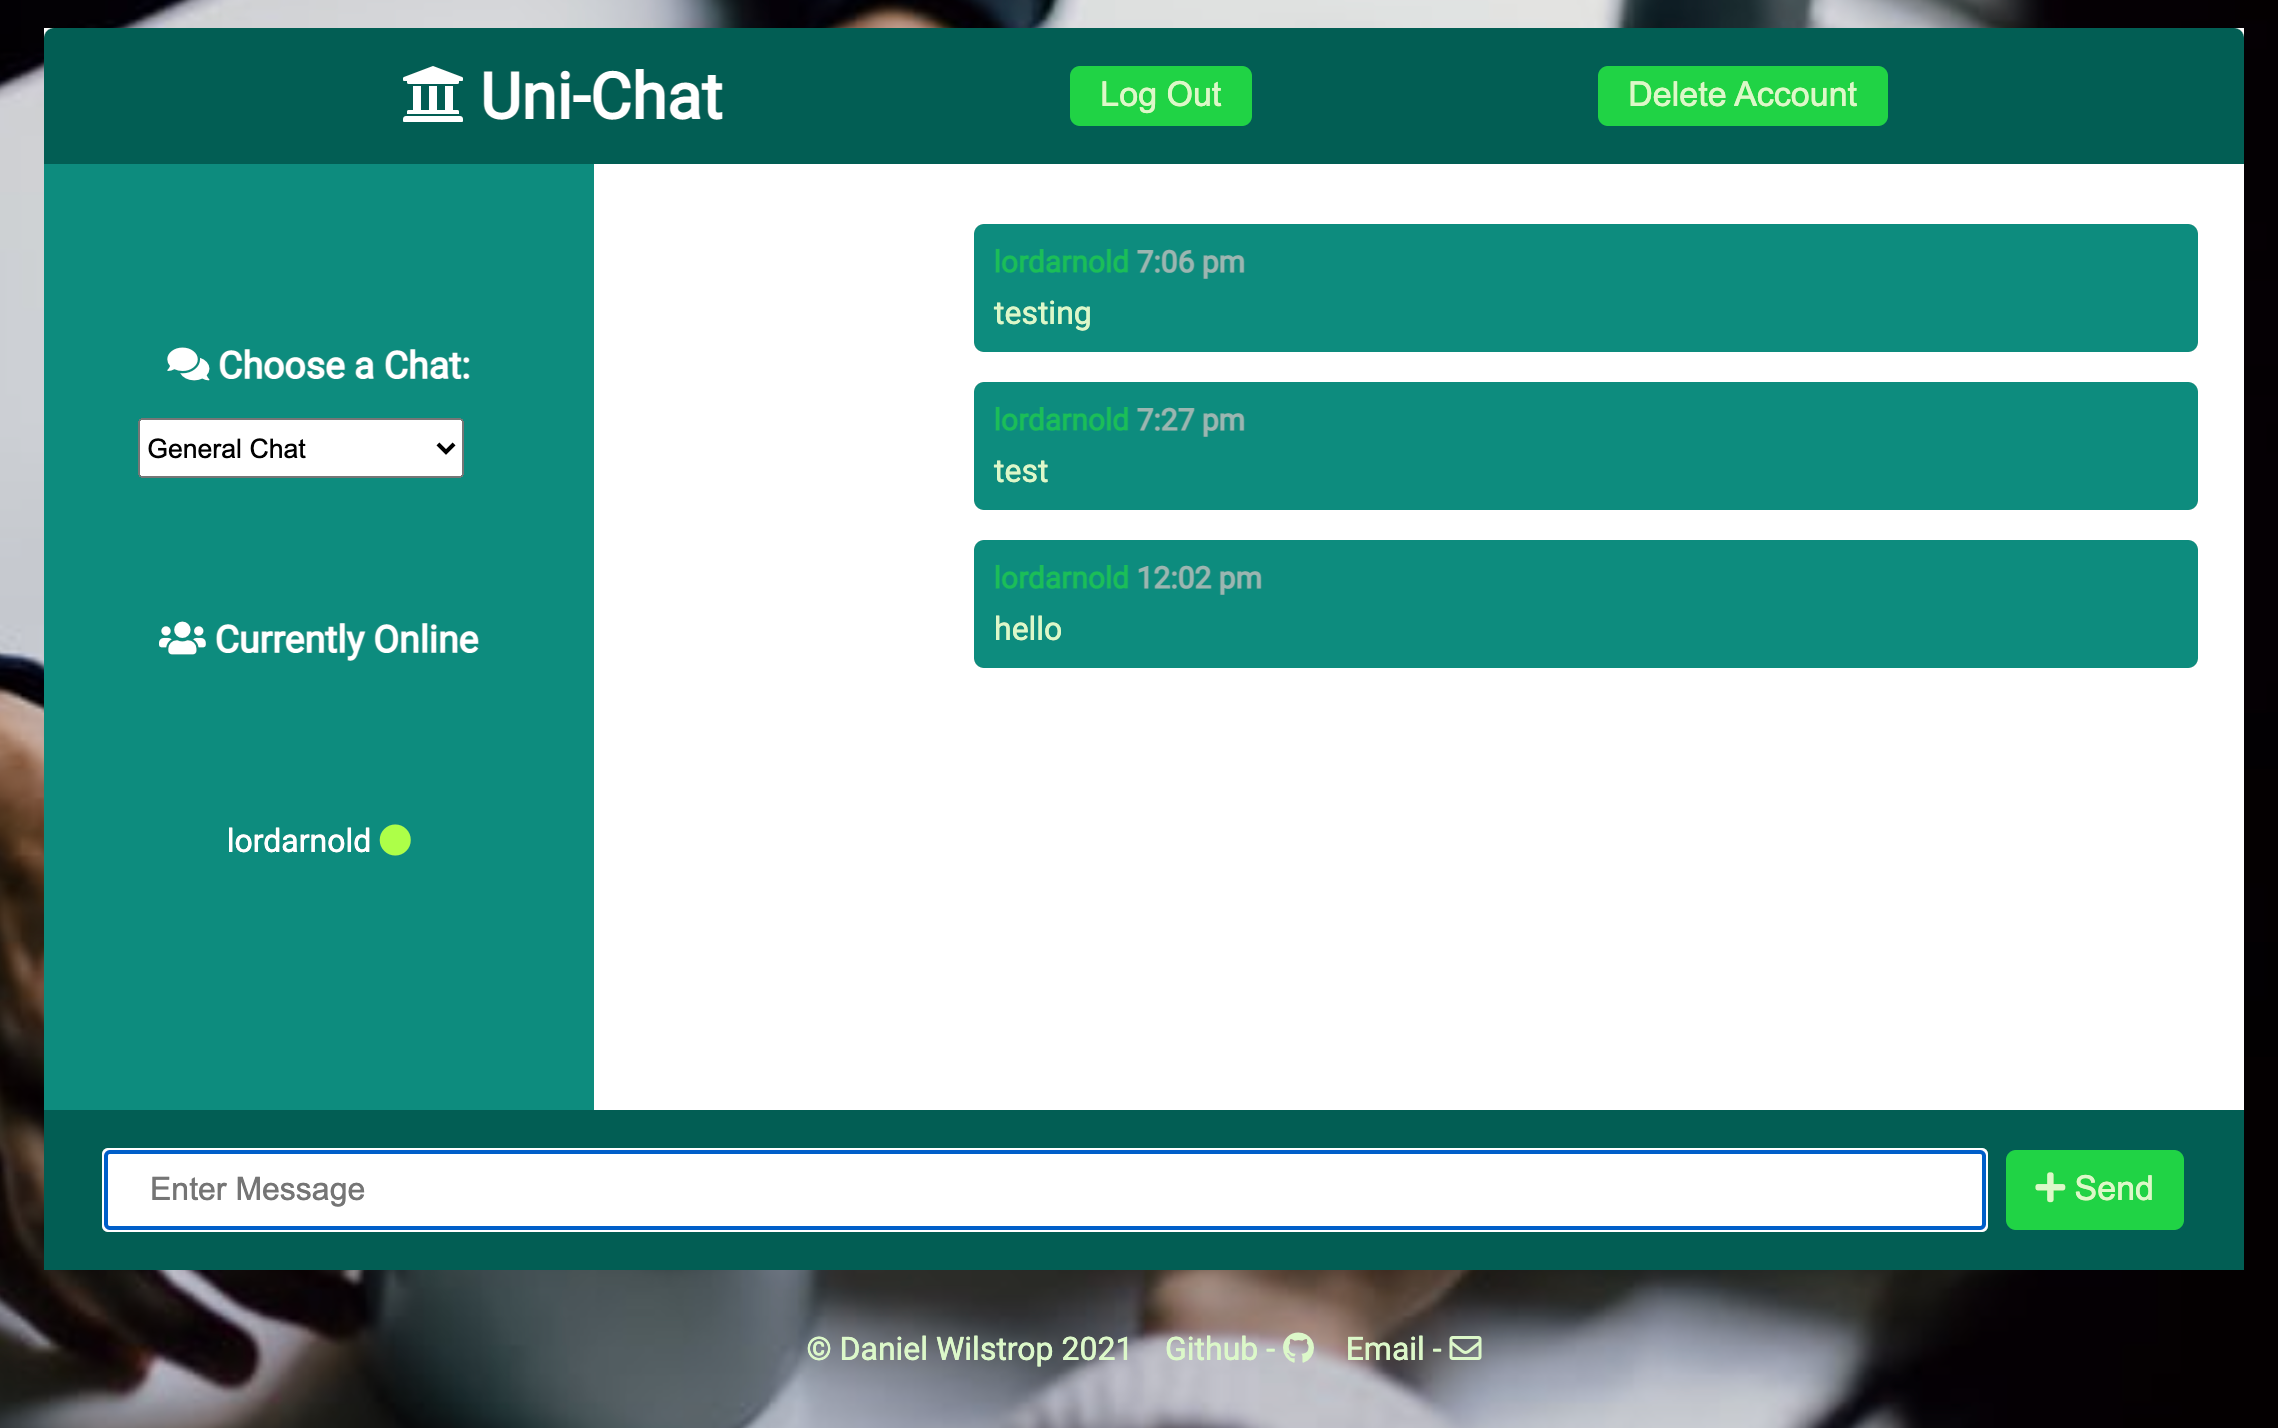 Uni-Chat
Log Out
Delete Account
Choose a Chat:
General Chat
Currently Online
lordarnold
lordarnold 7:06 pm
testing
lordarnold 7:27 pm
test
lordarnold 12:02 pm
hello
Enter Message
Send
© Daniel Wilstrop 2021 Github - Email -